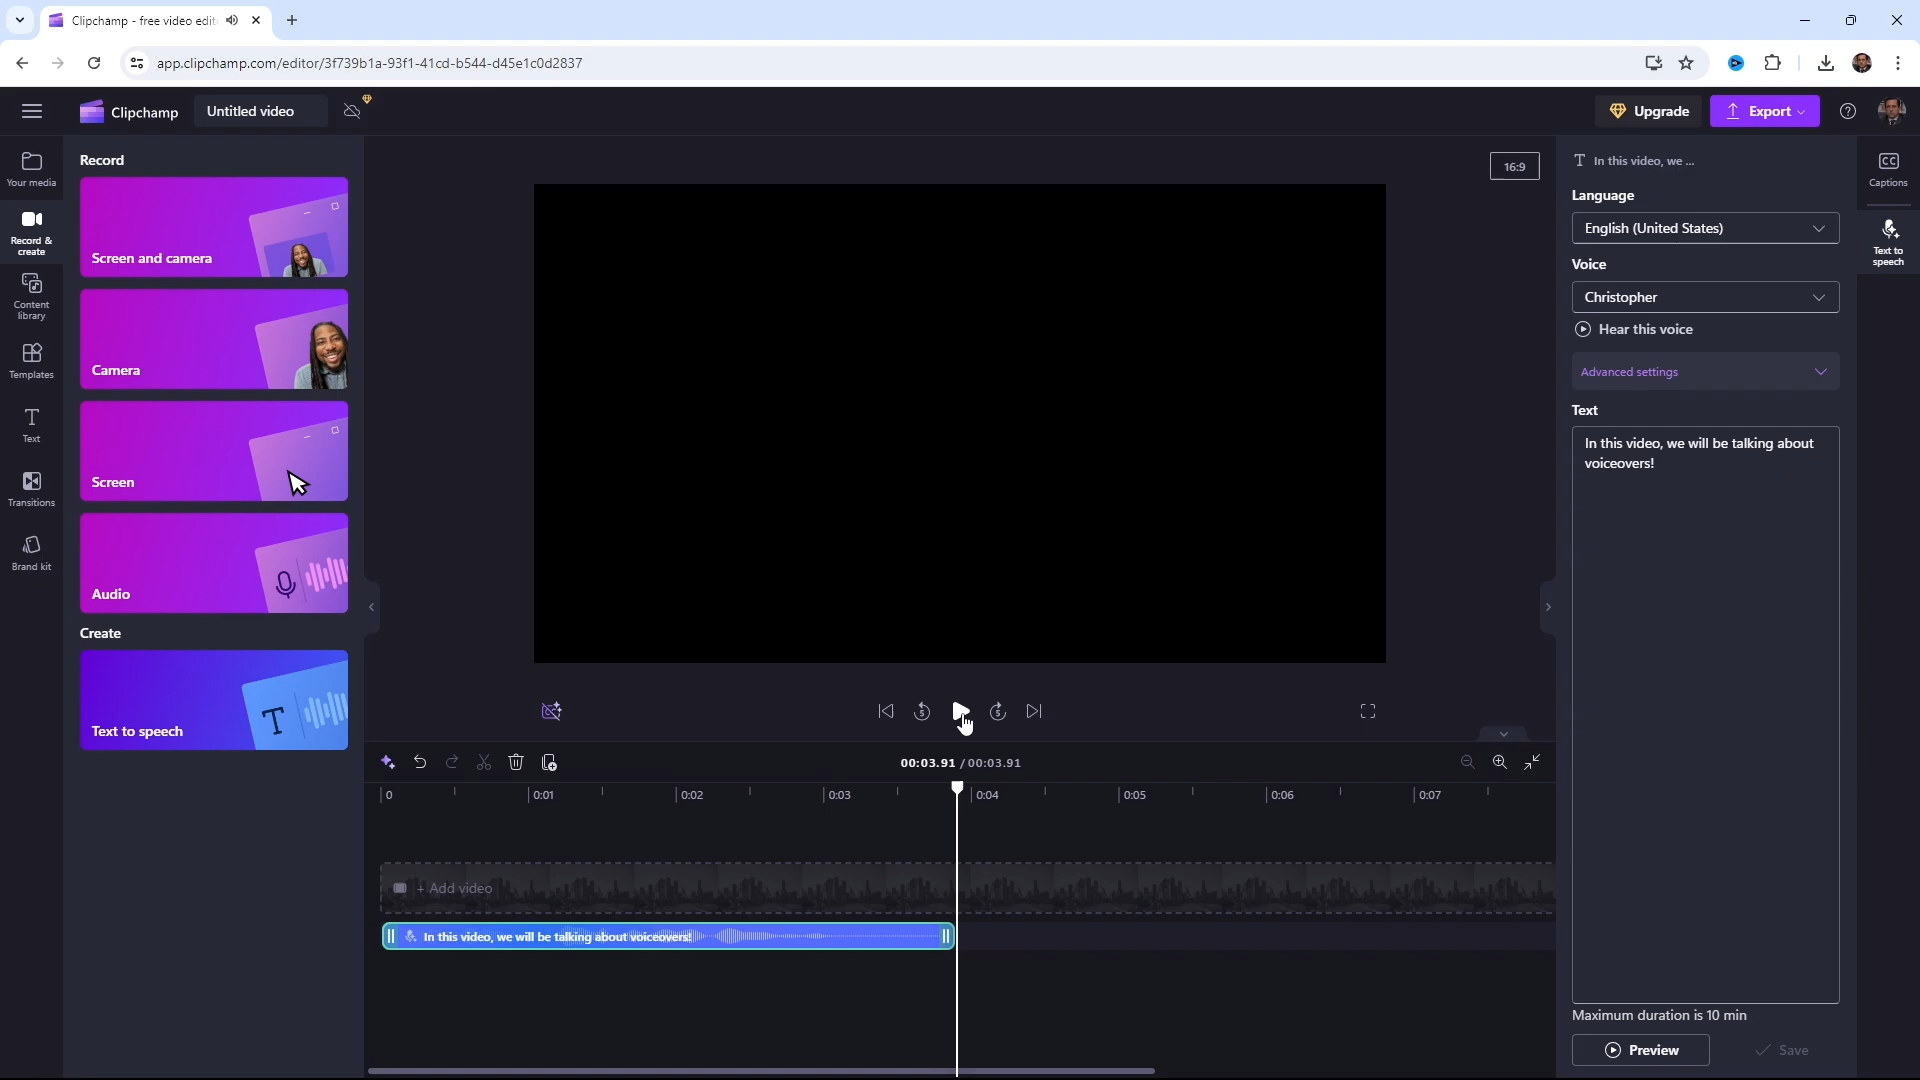 Clipchamp - free video edit
app.clipchamp.com/editor/3f739b1a-93f1-41cd-b544-d45e1c0d2837
Clipchamp
Untitled video
Upgrade
Export
Your media
Record &
create
Content
library
Templates
Text
Transitions
Brand kit
Record
Screen and camera
Camera
Screen
Audio
Create
T
Text to speech
16:9
5
5
00:03.91 / 00:03.91
0
0:01
0:02
0:03
0:04
0:05
0:06
0:07
+ Add video
In this video, we will be talking about voiceovers!
T In this video, we ...
Language
English (United States)
Voice
Christopher
Hear this voice
Advanced settings
Text
In this video, we will be talking about
voiceovers!
Maximum duration is 10 min
Preview
Save
CC
Captions
Text to
speech